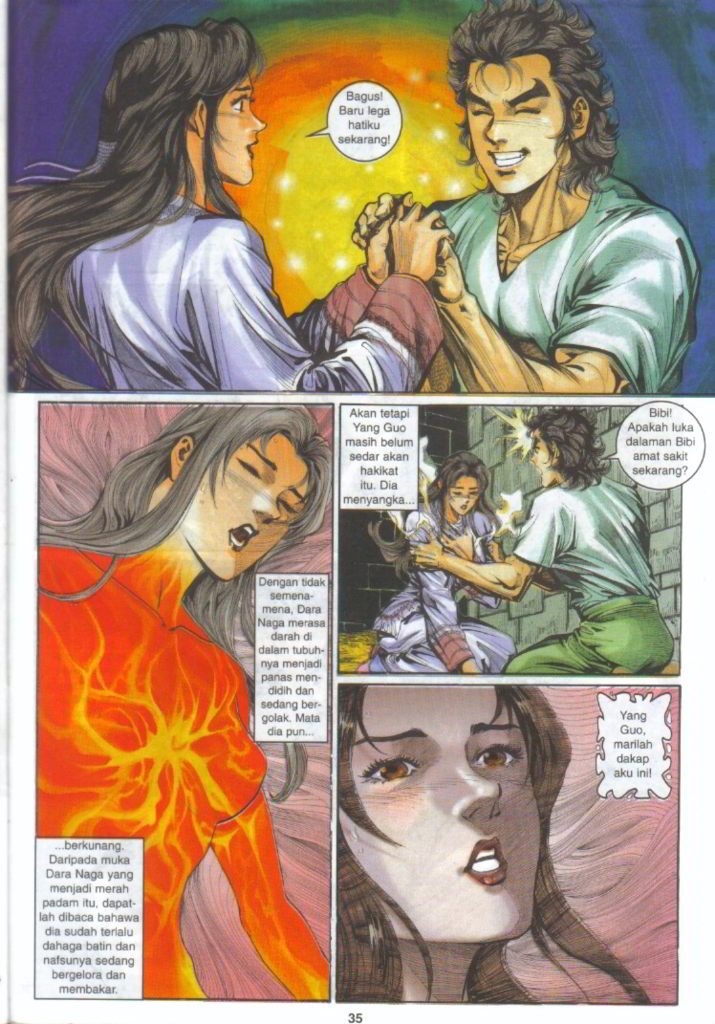 Bagus!
Baru lega
hatiku
sekarang!
Dengan tidak
semena-
mena, Dara
Naga merasa
darah di
dalam tubuh-
nya menjadi
panas men-
didih dan
sedang ber-
golak. Mata
dia pun...
...berkunang.
Daripada muka
Dara Naga yang
menjadi merah
padam itu, dapat-
lah dibaca bahawa
dia sudah terlalu
dahaga batin dan
nafsunya sedang
bergelora dan
membakar.
Akan tetapi
Yang Guo
masih belum
sedar akan
hakikat
itu. Dia
menyangka...
Bibi!
Apakah luka
dalaman Bibi
amat sakit
sekarang?
Yang
Guo,
marilah
dakap
aku ini!
35